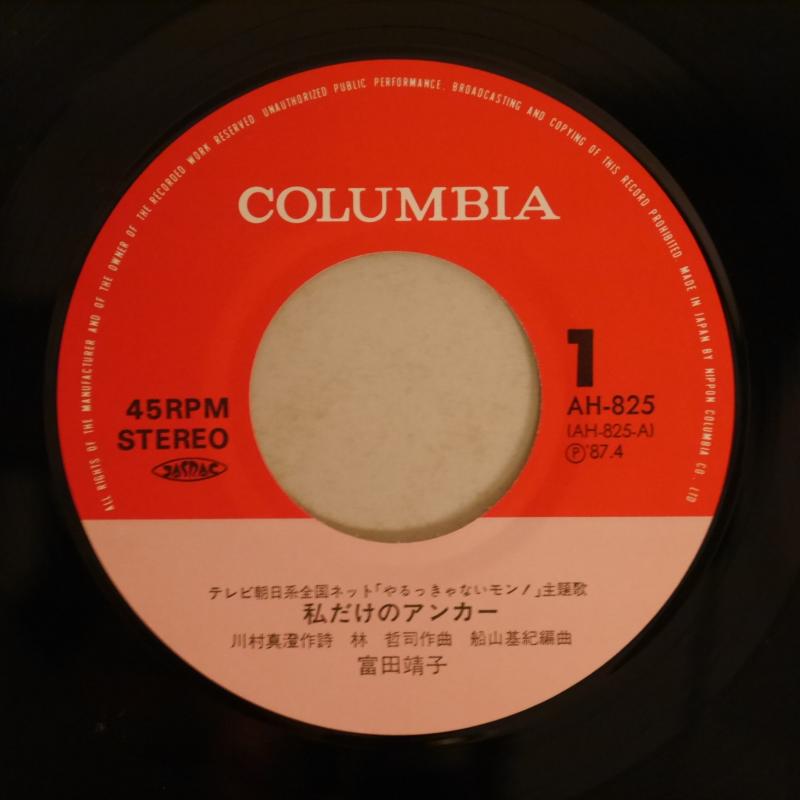 ALL RIGHTS OF THE MANUFACTURER AND OF THE OWNER OF THE RECORDED WORK RESERVED UNAUTHORIZED PUBLIC PERFORMANCE. BROADCASTING AND COPYING OF THIS RECORD PROHIBITED. MADE IN JAPAN BY NIPPON COLUMBIA CO., LTD
COLUMBIA
1
45RPM
STEREO
JASRAC
AH-825
(AH-825-A)
Ⓟ'87.4
テレビ朝日系全国ネット「やるっきゃないモン!」主題歌
私だけのアンカー
川村真澄作詩 林 哲司作曲 船山基紀編曲
富田靖子